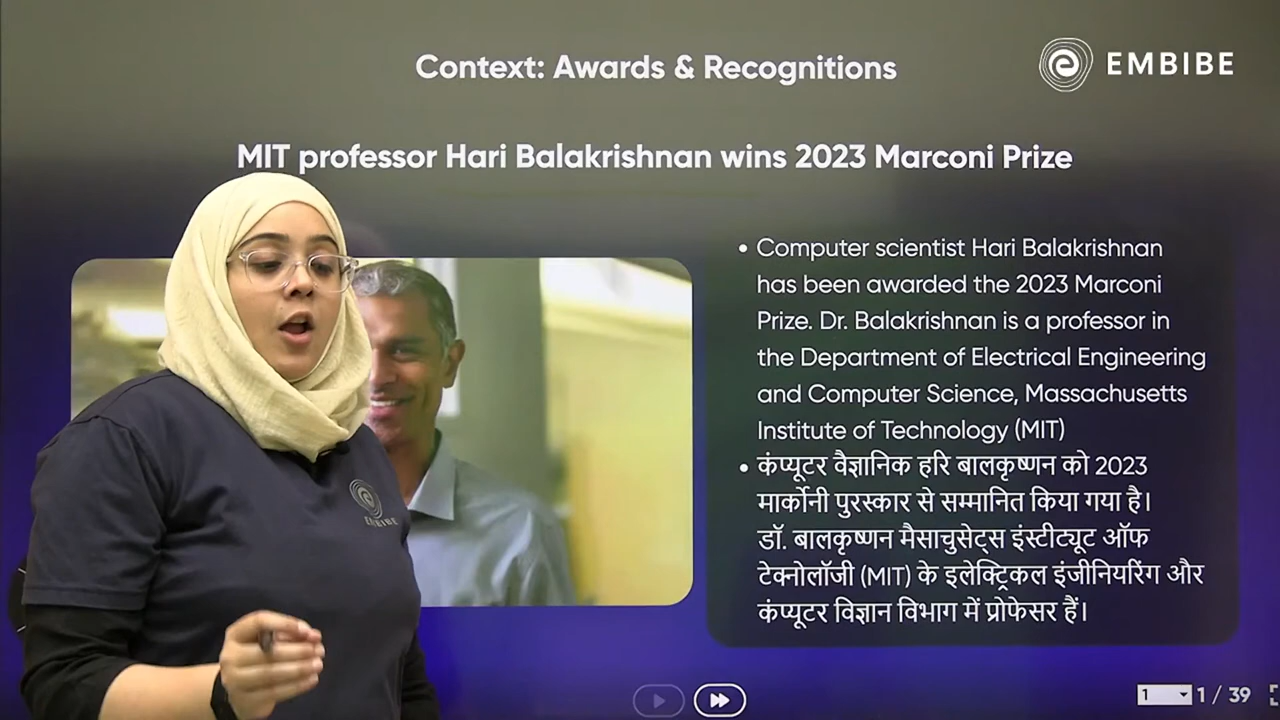 Context: Awards & Recognitions
EMBIBE
MIT professor Hari Balakrishnan wins 2023 Marconi Prize
• Computer scientist Hari Balakrishnan
has been awarded the 2023 Marconi
Prize. Dr. Balakrishnan is a professor in
the Department of Electrical Engineering
and Computer Science, Massachusetts
Institute of Technology (MIT)
• कंप्यूटर वैज्ञानिक हरि बालकृष्णन को 2023
मार्कोनी पुरस्कार से सम्मानित किया गया है।
डॉ. बालकृष्णन मैसाचुसेट्स इंस्टीट्यूट ऑफ
टेक्नोलॉजी (MIT) के इलेक्ट्रिकल इंजीनियरिंग और
कंप्यूटर विज्ञान विभाग में प्रोफेसर हैं।
EMBIBE
1
1 / 39